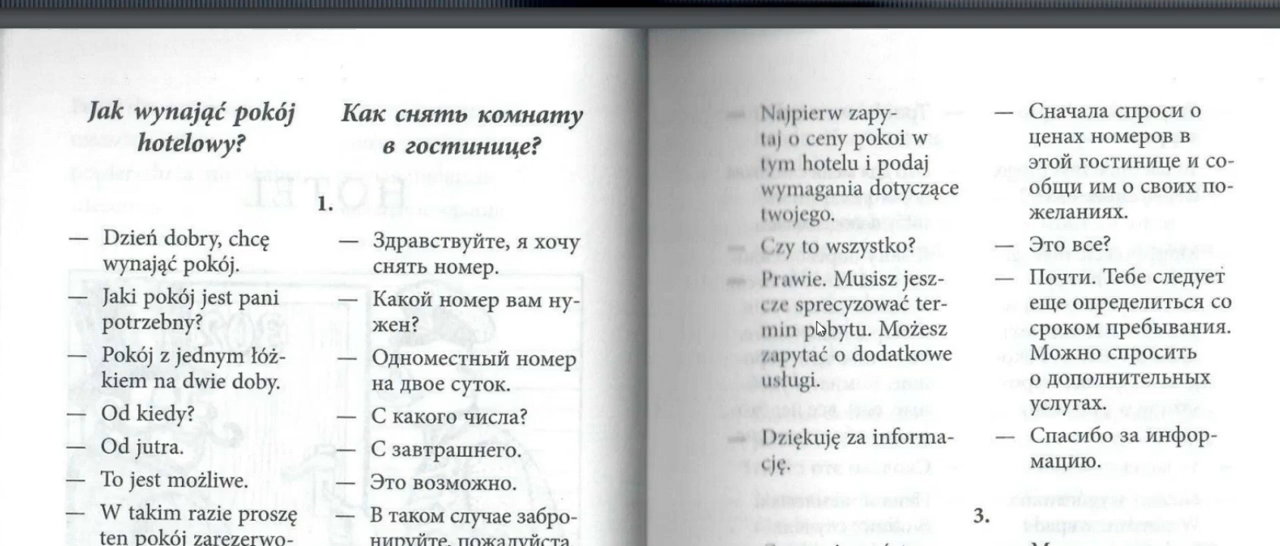 Jak wynająć pokój
hotelowy?
Как снять комнату
в гостинице?
1.
— Dzień dobry, chcę
wynająć pokój.
— Jaki pokój jest pani
potrzebny?
— Pokój z jednym łóż-
kiem na dwie doby.
— Od kiedy?
— Od jutra.
— To jest możliwe.
— W takim razie proszę
ten pokój zarezerwo-
— Здравствуйте, я хочу
снять номер.
— Какой номер вам ну-
жен?
— Одноместный номер
на двое суток.
— С какого числа?
— С завтрашнего.
— Это возможно.
— В таком случае забро-
нируйте, пожалуйста
— Najpierw zapy-
taj o ceny pokoi w
tym hotelu i podaj
wymagania dotyczące
twojego.
— Czy to wszystko?
— Prawie. Musisz jesz-
cze sprecyzować ter-
min pobytu. Możesz
zapytać o dodatkowe
usługi.
— Dziękuję za informa-
cję.
— Сначала спроси о
ценах номеров в
этой гостинице и со-
общи им о своих по-
желаниях.
— Это все?
— Почти. Тебе следует
еще определиться со
сроком пребывания.
Можно спросить
о дополнительных
услугах.
— Спасибо за инфор-
мацию.
3.